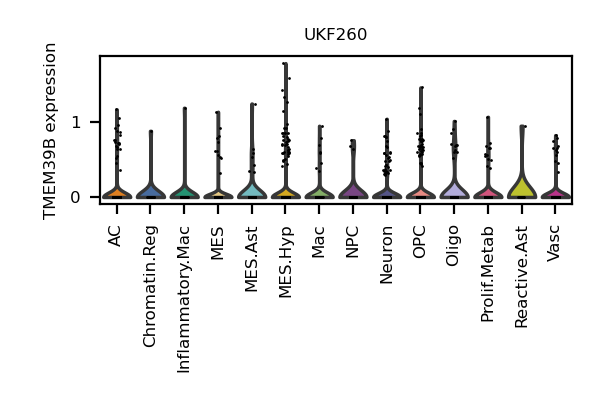 UKF260
TMEM39B expression
1
0
AC
Chromatin.Reg
Inflammatory.Mac
MES
MES.Ast
MES.Hyp
Mac
NPC
Neuron
OPC
Oligo
Prolif.Metab
Reactive.Ast
Vasc